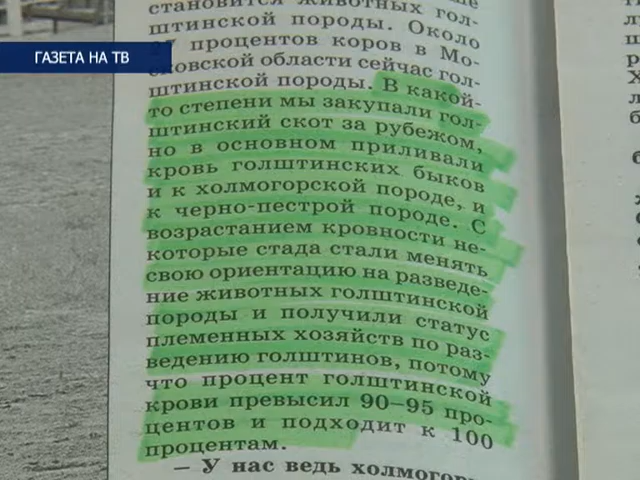 ГАЗЕТА НА ТВ
становится животных гол-
штинской породы. Около
процентов коров в Мо-
сковской области сейчас гол-
штинской породы. В какой-
то степени мы закупали гол-
штинский скот за рубежом,
но в основном приливали
кровь голштинских быков
и к холмогорской породе, и
к черно-пестрой породе. С
возрастанием кровности не-
которые стада стали менять
свою ориентацию на разведе-
ние животных голштинской
породы и получили статус
племенных хозяйств по раз-
ведению голштинов, потому
что процент голштинской
крови превысил 90–95 про-
центов и подходит к 100
процентам.
— У нас ведь